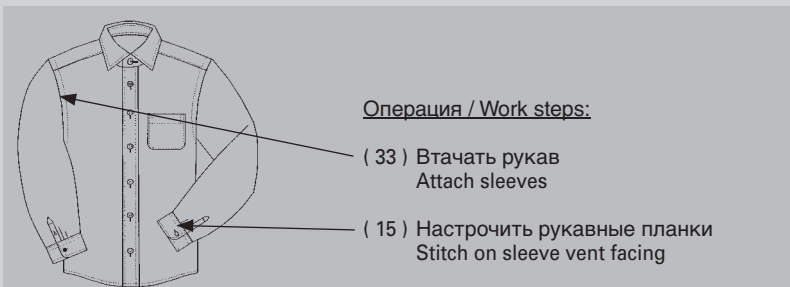 Операция / Work steps:
( 33 ) Втачать рукав
Attach sleeves
( 15 ) Настрочить рукавные планки
Stitch on sleeve vent facing